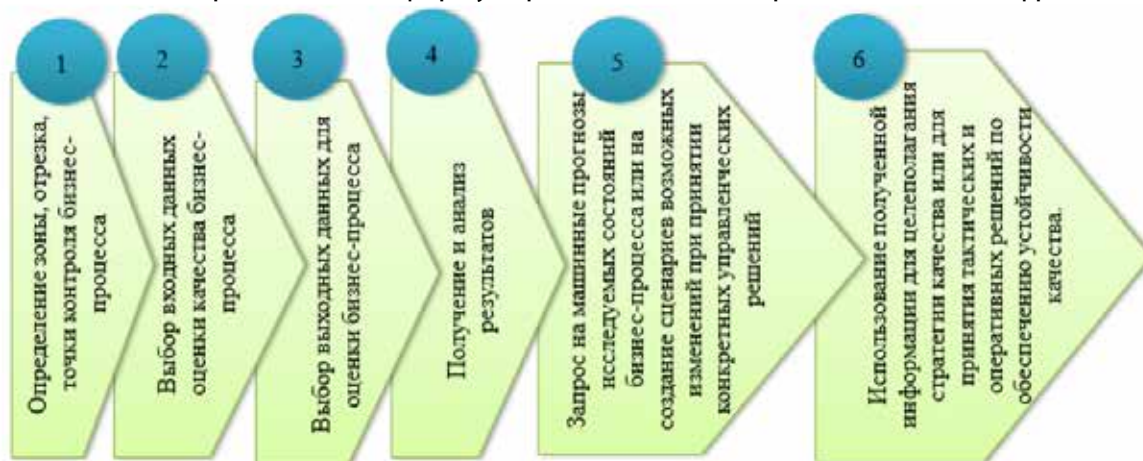 1
Определение зоны, отрезка,
точки контроля бизнес-
процесса
2
Выбор входных данных
оценки качества бизнес-
процесса
3
Выбор выходных данных для
оценки бизнес-процесса
4
Получение и анализ
результатов
5
Запрос на машинные прогнозы
исследуемых состояний
бизнес-процесса или на
создание сценариев возможных
изменений при принятии
конкретных управленческих
решений
6
Использование полученной
информации для целеполагания
стратегии качества или для
принятия тактических и
оперативных решений по
обеспечению устойчивости
качества.